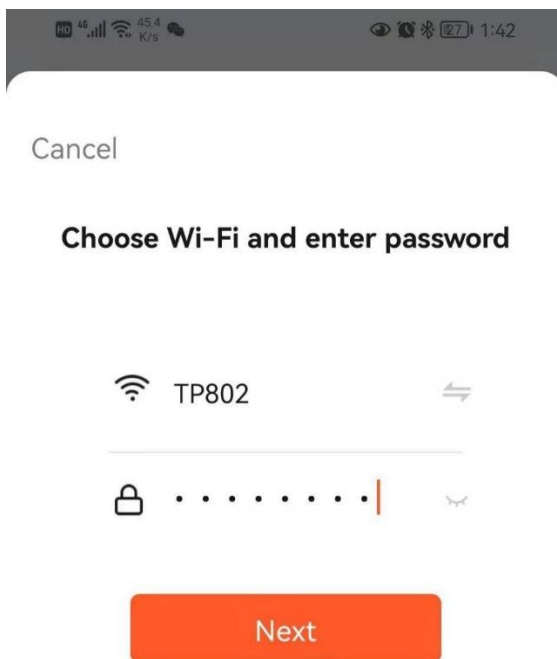 HD 4G 45.4 K/s 27 1:42
Cancel
Choose Wi-Fi and enter password
TP802
• • • • • • • •
Next